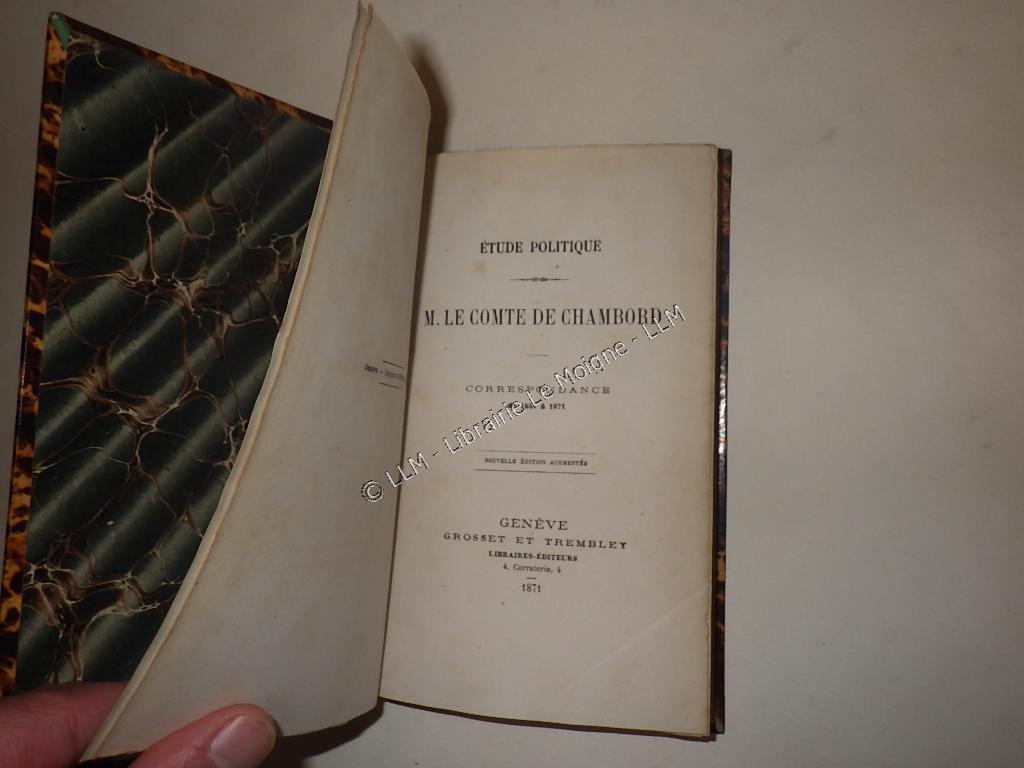 ÉTUDE POLITIQUE
M. LE COMTE DE CHAMBORD
CORRESPONDANCE
à 1871
NOUVELLE ÉDITION AUGMENTÉE
GENÈVE
GROSSET ET TREMBLEY
LIBRAIRES-ÉDITEURS
4, Corraterie, 4
1871
© LLM - Librairie Le Moigne - LLM